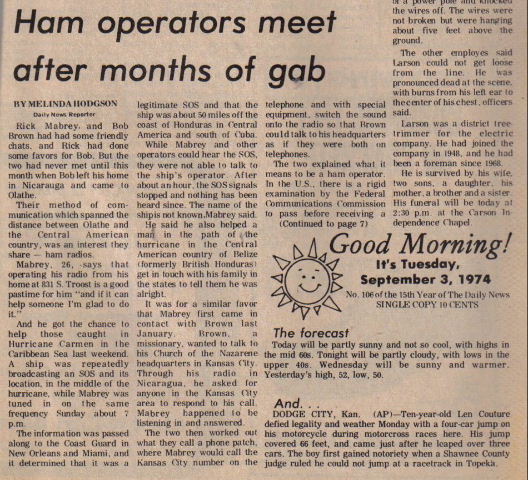 Ham operators meet
after months of gab
BY MELINDA HODGSON
Daily News Reporter
Rick Mabrey, and Bob
Brown had had some friendly
chats, and Rick had done
some favors for Bob. But the
two had never met until this
month when Bob left his home
in Nicarauga and came to
Olathe.
Their method of com-
munication which spanned the
distance between Olathe and
the Central American
country, was an interest they
share — ham radios.
Mabrey, 26, says that
operating his radio from his
home at 831 S. Troost is a good
pastime for him "and if it can
help someone I'm glad to do
it."
And he got the chance to
help those caught in
Hurricane Carmen in the
Caribbean Sea last weekend.
A ship was repeatedly
broadcasting an SOS and its
location, in the middle of the
hurricane, while Mabrey was
tuned in on the same
frequency Sunday about 7
p.m.
The information was passed
along to the Coast Guard in
New Orleans and Miami, and
it determined that it was a
legitimate SOS and that the
ship was about 50 miles off the
coast of Honduras in Central
America and south of Cuba.
While Mabrey and other
operators could hear the SOS,
they were not able to talk to
the ship's operator. After
about an hour, the SOS signals
stopped and nothing has been
heard since. The name of the
ship is not known, Mabrey said.
He said he also helped a
man in the path of the
hurricane in the Central
American country of Belize
(formerly British Honduras)
get in touch with his family in
the states to tell them he was
alright.
It was for a similar favor
that Mabrey first came in
contact with Brown last
January. Brown, a
missionary, wanted to talk to
his Church of the Nazarene
headquarters in Kansas City.
Through his radio in
Nicaragua, he asked for
anyone in the Kansas City
area to respond to his call.
Mabrey happened to be
listening in and answered.
The two then worked out
what they call a phone patch,
where Mabrey would call the
Kansas City number on the
telephone and with special
equipment, switch the sound
onto the radio so that Brown
could talk to his headquarters
as if they were both on
telephones.
The two explained what it
means to be a ham operator.
In the U.S., there is a rigid
examination by the Federal
Communications Commission
to pass before receiving a
(Continued to page 7)
of a power pole and knocked
the wires off. The wires were
not broken but were hanging
about five feet above the
ground.
The other employes said
Larson could not get loose
from the line. He was
pronounced dead at the scene,
with burns from his left ear to
the center of his chest, officers
said.
Larson was a district tree-
trimmer for the electric
company. He had joined the
company in 1948, and he had
been a foreman since 1968.
He is survived by his wife,
two sons, a daughter, his
mother, a brother and a sister.
His funeral will be today at
2:30 p.m. at the Carson In-
dependence Chapel.
Good Morning!
It's Tuesday,
September 3, 1974
No. 106 of the 15th Year of The Daily News
SINGLE COPY 10 CENTS
The forecast
Today will be partly sunny and not so cool, with highs in
the mid 60s. Tonight will be partly cloudy, with lows in the
upper 40s. Wednesday will be sunny and warmer.
Yesterday's high, 52, low, 50.
And. . .
DODGE CITY, Kan. (AP)—Ten-year-old Len Couture
defied legality and weather Monday with a four-car jump on
his motorcycle during motorcross races here. His jump
covered 66 feet, and came just after he leaped over three
cars. The boy first gained notoriety when a Shawnee County
judge ruled he could not jump at a racetrack in Topeka.